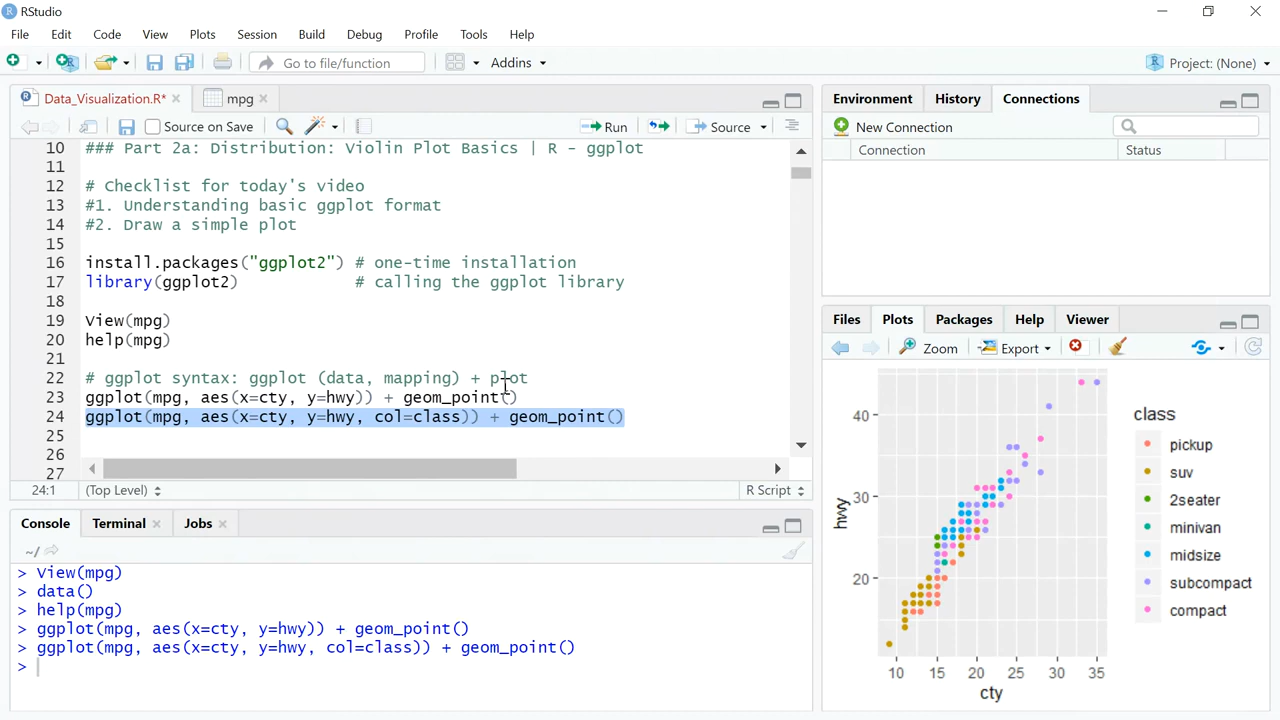 RStudio
File Edit Code View Plots Session Build Debug Profile Tools Help
Go to file/function Addins Project: (None)
Data_Visualization.R* mpg
Source on Save Run Source
10 ### Part 2a: Distribution: Violin Plot Basics | R - ggplot
11
12 # Checklist for today's video
13 #1. Understanding basic ggplot format
14 #2. Draw a simple plot
15
16 install.packages("ggplot2") # one-time installation
17 library(ggplot2) # calling the ggplot library
18
19 View(mpg)
20 help(mpg)
21
22 # ggplot syntax: ggplot (data, mapping) + plot
23 ggplot(mpg, aes(x=cty, y=hwy)) + geom_point()
24 ggplot(mpg, aes(x=cty, y=hwy, col=class)) + geom_point()
25
26
27
24:1 (Top Level) R Script
Console Terminal Jobs
~/
> View(mpg)
> data()
> help(mpg)
> ggplot(mpg, aes(x=cty, y=hwy)) + geom_point()
> ggplot(mpg, aes(x=cty, y=hwy, col=class)) + geom_point()
>
Environment History Connections
New Connection
Connection Status
Files Plots Packages Help Viewer
Zoom Export
40
30
20
hwy
10 15 20 25 30 35
cty
class
pickup
suv
2seater
minivan
midsize
subcompact
compact